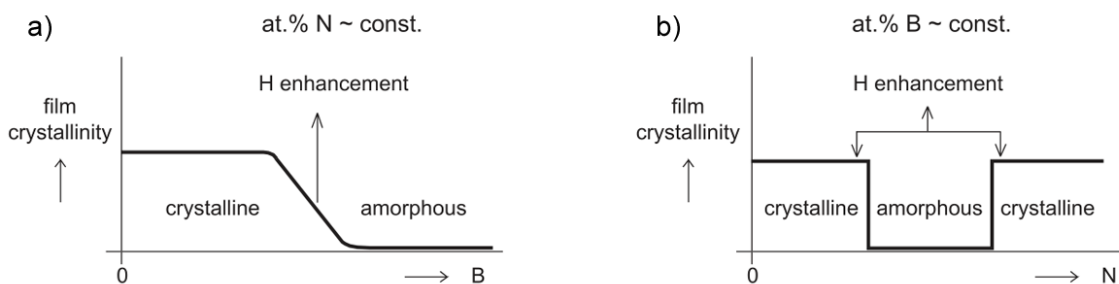 a)
at.% N ~ const.
H enhancement
film
crystallinity
crystalline
amorphous
0
B
b)
at.% B ~ const.
H enhancement
film
crystallinity
crystalline
amorphous
crystalline
0
N